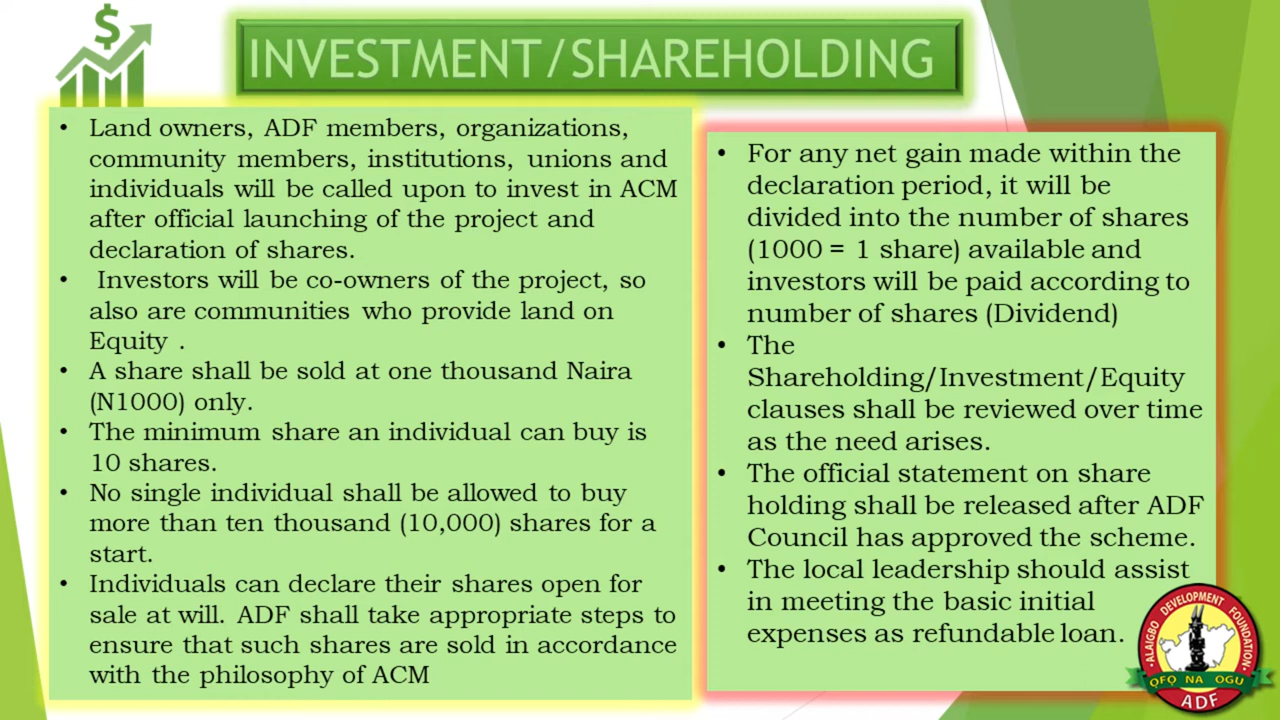 $
INVESTMENT/SHAREHOLDING
• Land owners, ADF members, organizations,
community members, institutions, unions and
individuals will be called upon to invest in ACM
after official launching of the project and
declaration of shares.
• Investors will be co-owners of the project, so
also are communities who provide land on
Equity .
• A share shall be sold at one thousand Naira
(N1000) only.
• The minimum share an individual can buy is
10 shares.
• No single individual shall be allowed to buy
more than ten thousand (10,000) shares for a
start.
• Individuals can declare their shares open for
sale at will. ADF shall take appropriate steps to
ensure that such shares are sold in accordance
with the philosophy of ACM
• For any net gain made within the
declaration period, it will be
divided into the number of shares
(1000 = 1 share) available and
investors will be paid according to
number of shares (Dividend)
• The
Shareholding/Investment/Equity
clauses shall be reviewed over time
as the need arises.
• The official statement on share
holding shall be released after ADF
Council has approved the scheme.
• The local leadership should assist
in meeting the basic initial
expenses as refundable loan.
•ALAIGBO DEVELOPMENT FOUNDATION•
ỌFỌ NA OGU
ADF